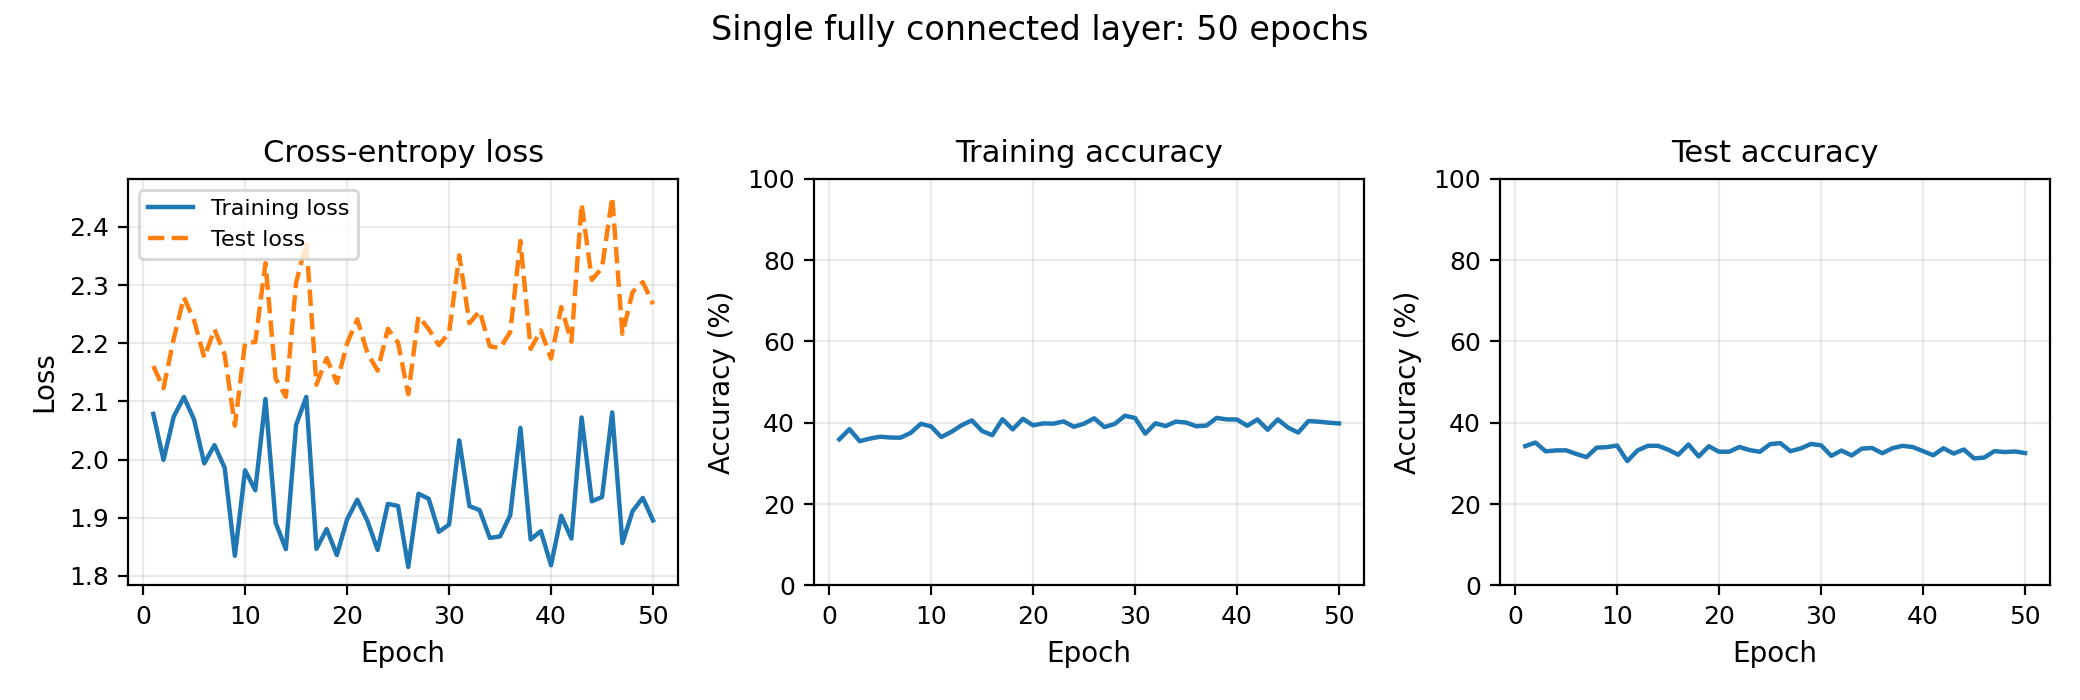 Single fully connected layer: 50 epochs
Cross-entropy loss
Training loss
Test loss
2.4
2.3
2.2
2.1
2.0
1.9
1.8
Loss
0 10 20 30 40 50
Epoch
Training accuracy
100
80
60
40
20
0
Accuracy (%)
0 10 20 30 40 50
Epoch
Test accuracy
100
80
60
40
20
0
Accuracy (%)
0 10 20 30 40 50
Epoch